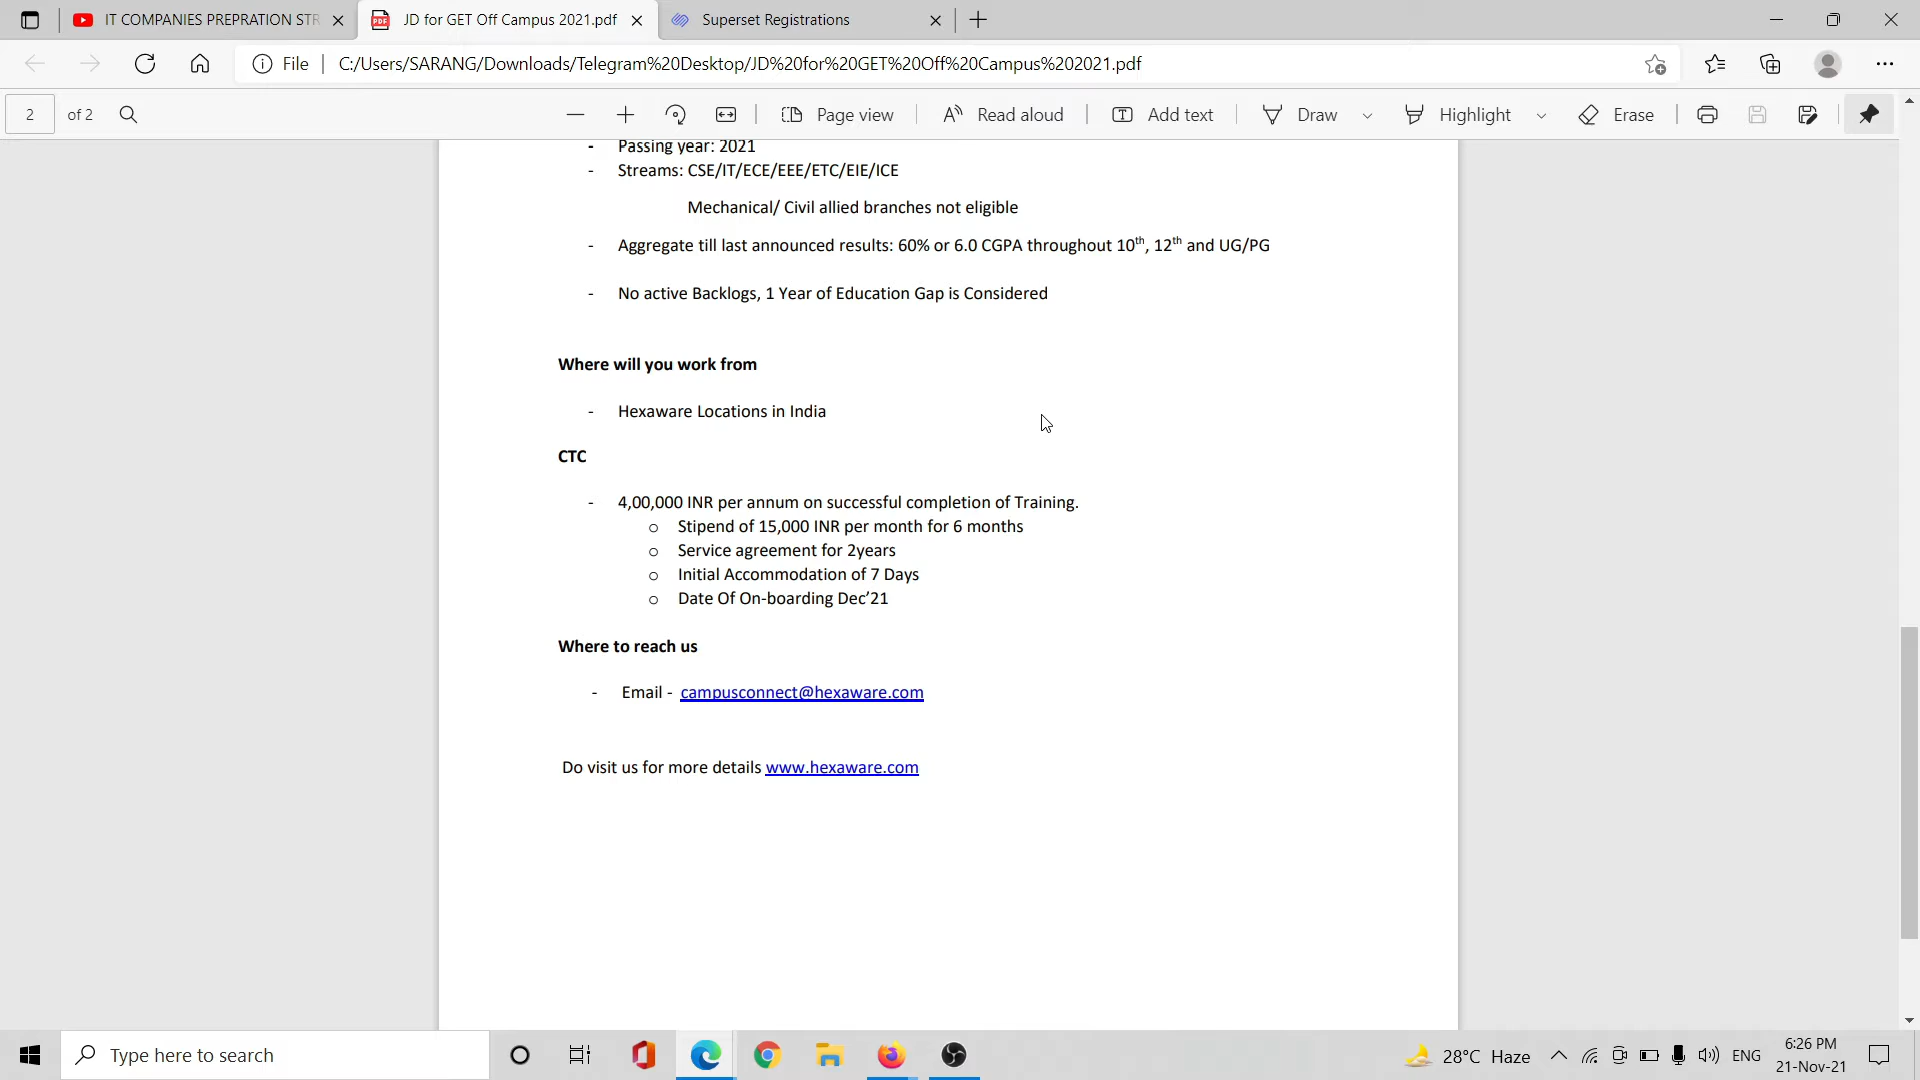 IT COMPANIES PREPRATION STR
JD for GET Off Campus 2021.pdf
Superset Registrations
File
C:/Users/SARANG/Downloads/Telegram%20Desktop/JD%20for%20GET%20Off%20Campus%202021.pdf
2 of 2
Page view
Read aloud
Add text
Draw
Highlight
Erase
- Passing year: 2021
- Streams: CSE/IT/ECE/EEE/ETC/EIE/ICE
Mechanical/ Civil allied branches not eligible
- Aggregate till last announced results: 60% or 6.0 CGPA throughout 10th, 12th and UG/PG
- No active Backlogs, 1 Year of Education Gap is Considered
Where will you work from
- Hexaware Locations in India
CTC
- 4,00,000 INR per annum on successful completion of Training.
o Stipend of 15,000 INR per month for 6 months
o Service agreement for 2years
o Initial Accommodation of 7 Days
o Date Of On-boarding Dec’21
Where to reach us
- Email - campusconnect@hexaware.com
Do visit us for more details www.hexaware.com
Type here to search
28°C Haze
ENG
6:26 PM
21-Nov-21